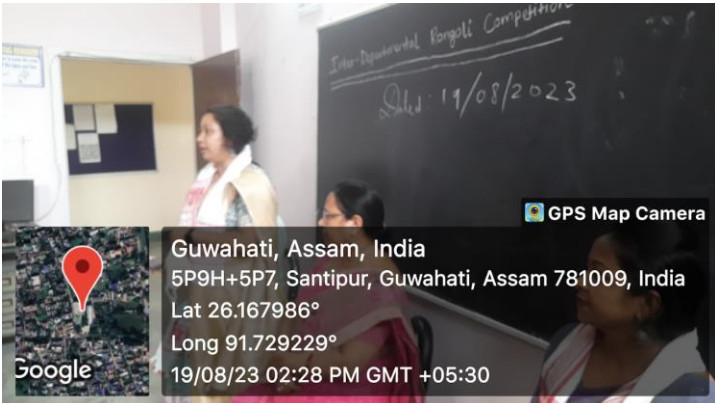 Inter-Departmental Rangoli Competition
Dated: 19/08/2023
GPS Map Camera
Guwahati, Assam, India
5P9H+5P7, Santipur, Guwahati, Assam 781009, India
Lat 26.167986°
Long 91.729229°
19/08/23 02:28 PM GMT +05:30
Google